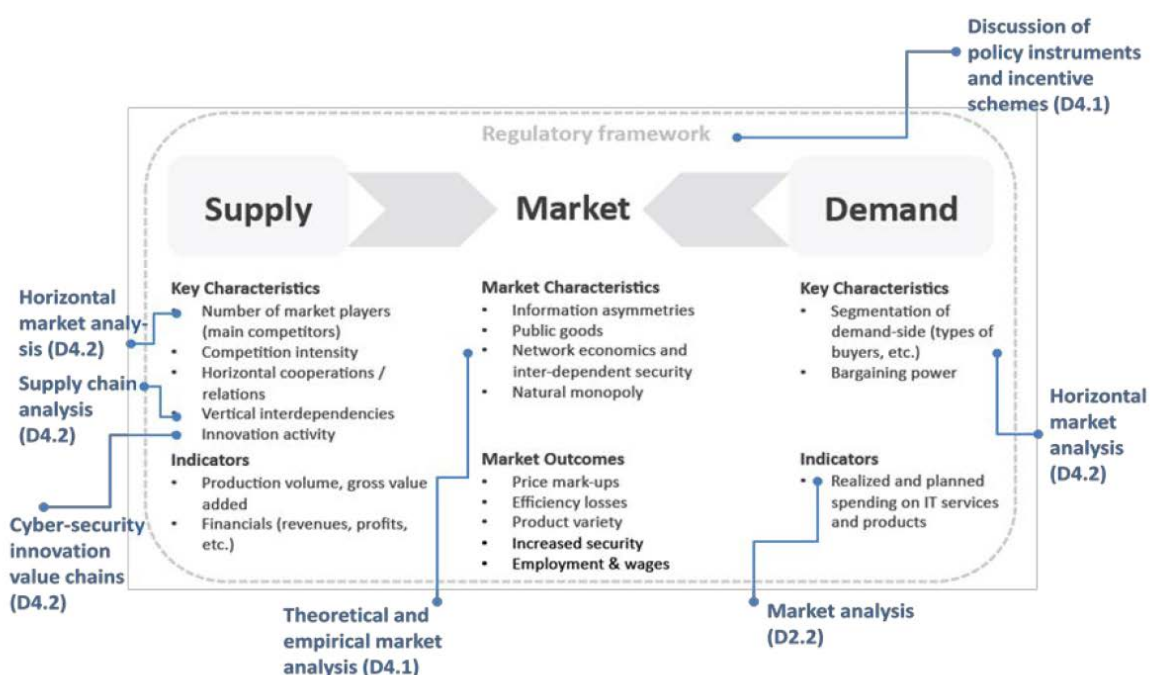 Discussion of
policy instruments
and incentive
schemes (D4.1)
Regulatory framework
Supply
Market
Demand
Key Characteristics
• Number of market players
(main competitors)
• Competition intensity
• Horizontal cooperations /
relations
• Vertical interdependencies
• Innovation activity
Indicators
• Production volume, gross value
added
• Financials (revenues, profits,
etc.)
Market Characteristics
• Information asymmetries
• Public goods
• Network economics and
inter-dependent security
• Natural monopoly
Market Outcomes
• Price mark-ups
• Efficiency losses
• Product variety
• Increased security
• Employment & wages
Key Characteristics
• Segmentation of
demand-side (types of
buyers, etc.)
• Bargaining power
Indicators
• Realized and planned
spending on IT services
and products
Horizontal
market analy-
sis (D4.2)
Supply chain
analysis
(D4.2)
Cyber-security
innovation
value chains
(D4.2)
Theoretical and
empirical market
analysis (D4.1)
Market analysis
(D2.2)
Horizontal
market
analysis
(D4.2)